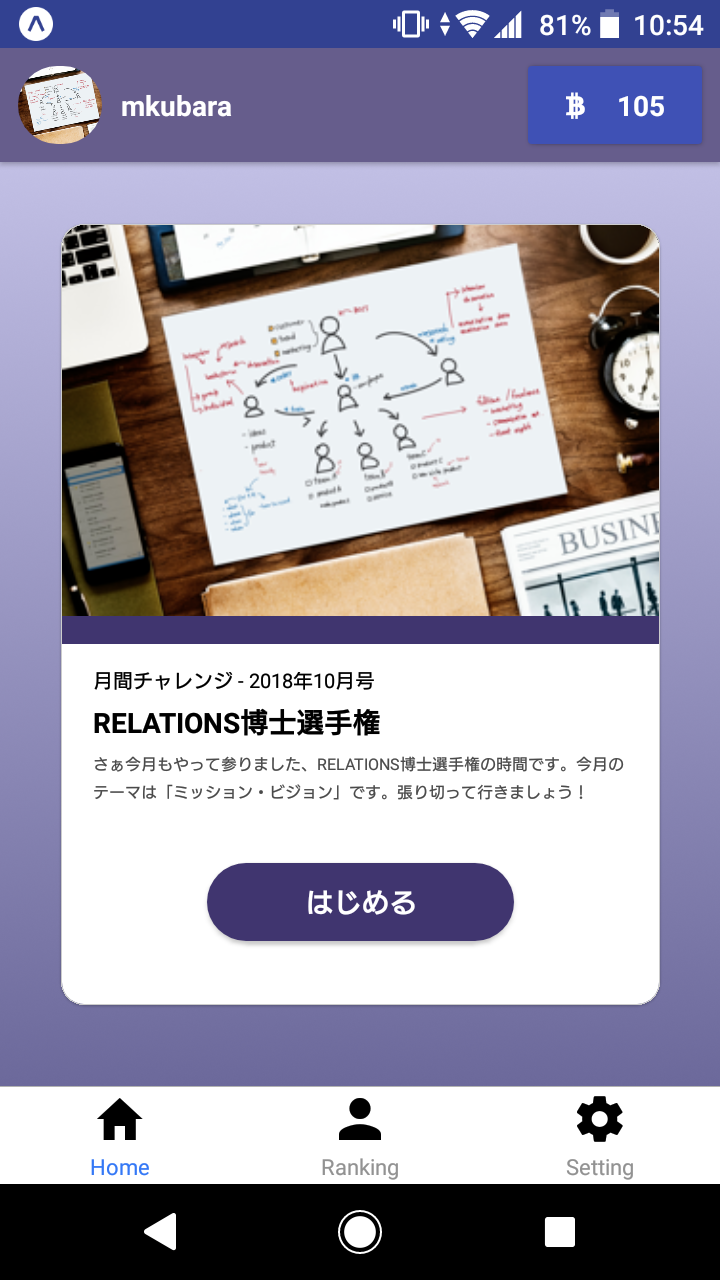 81% 10:54
mkubara
105
BUSINE
月間チャレンジ - 2018年10月号
RELATIONS博士選手権
さぁ今月もやって参りました、RELATIONS博士選手権の時間です。今月の
テーマは「ミッション・ビジョン」です。張り切って行きましょう！
はじめる
Home Ranking Setting